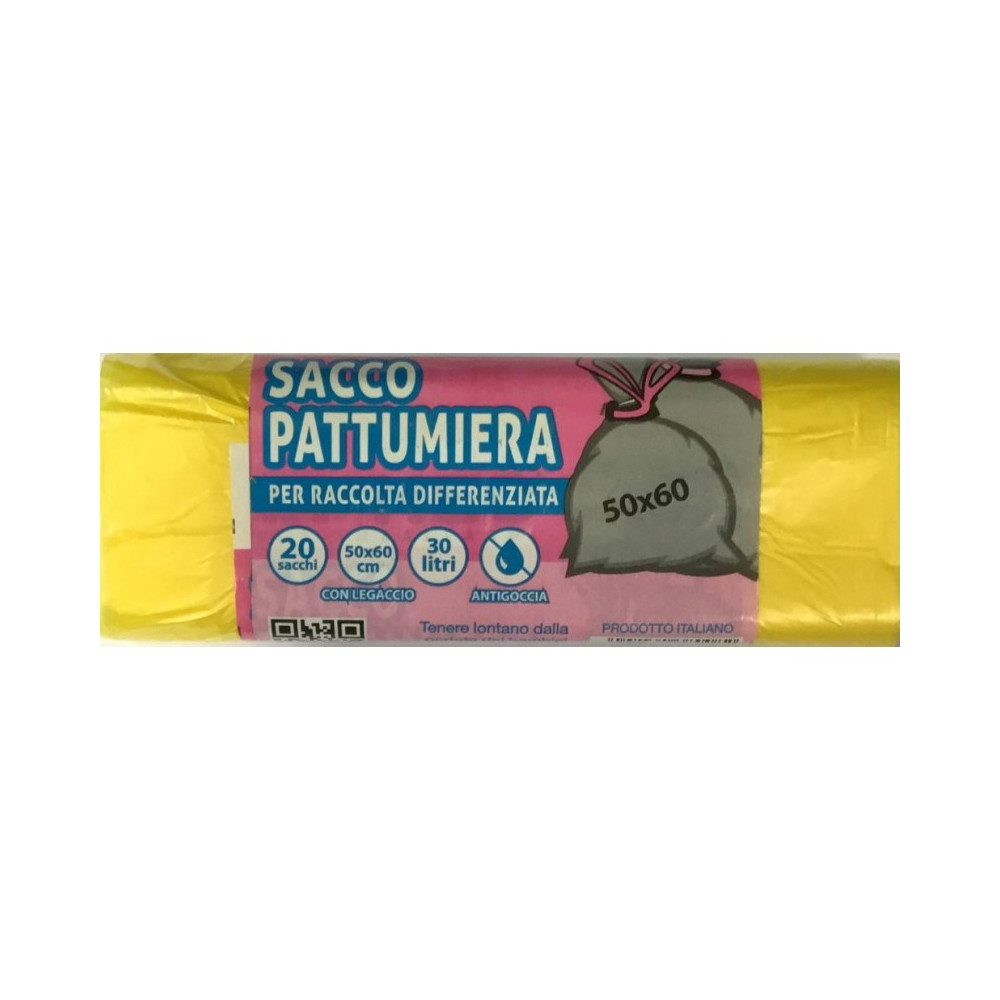 SACCO
PATTUMIERA
PER RACCOLTA DIFFERENZIATA
50x60
20
sacchi
50x60
cm
30
litri
CON LEGACCIO
ANTIGOCCIA
Tenere lontano dalla
PRODOTTO ITALIANO